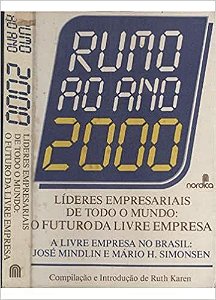 RUMO
AO ANO
2000
LÍDERES EMPRESARIAIS
DE TODO O MUNDO:
O FUTURO DA LIVRE EMPRESA
RUMO
AO ANO
2000
nordica
LÍDERES EMPRESARIAIS
DE TODO O MUNDO:
O FUTURO DA LIVRE EMPRESA
A LIVRE EMPRESA NO BRASIL:
JOSÉ MINDLIN E MÁRIO H. SIMONSEN
Compilação e Introdução de Ruth Karen